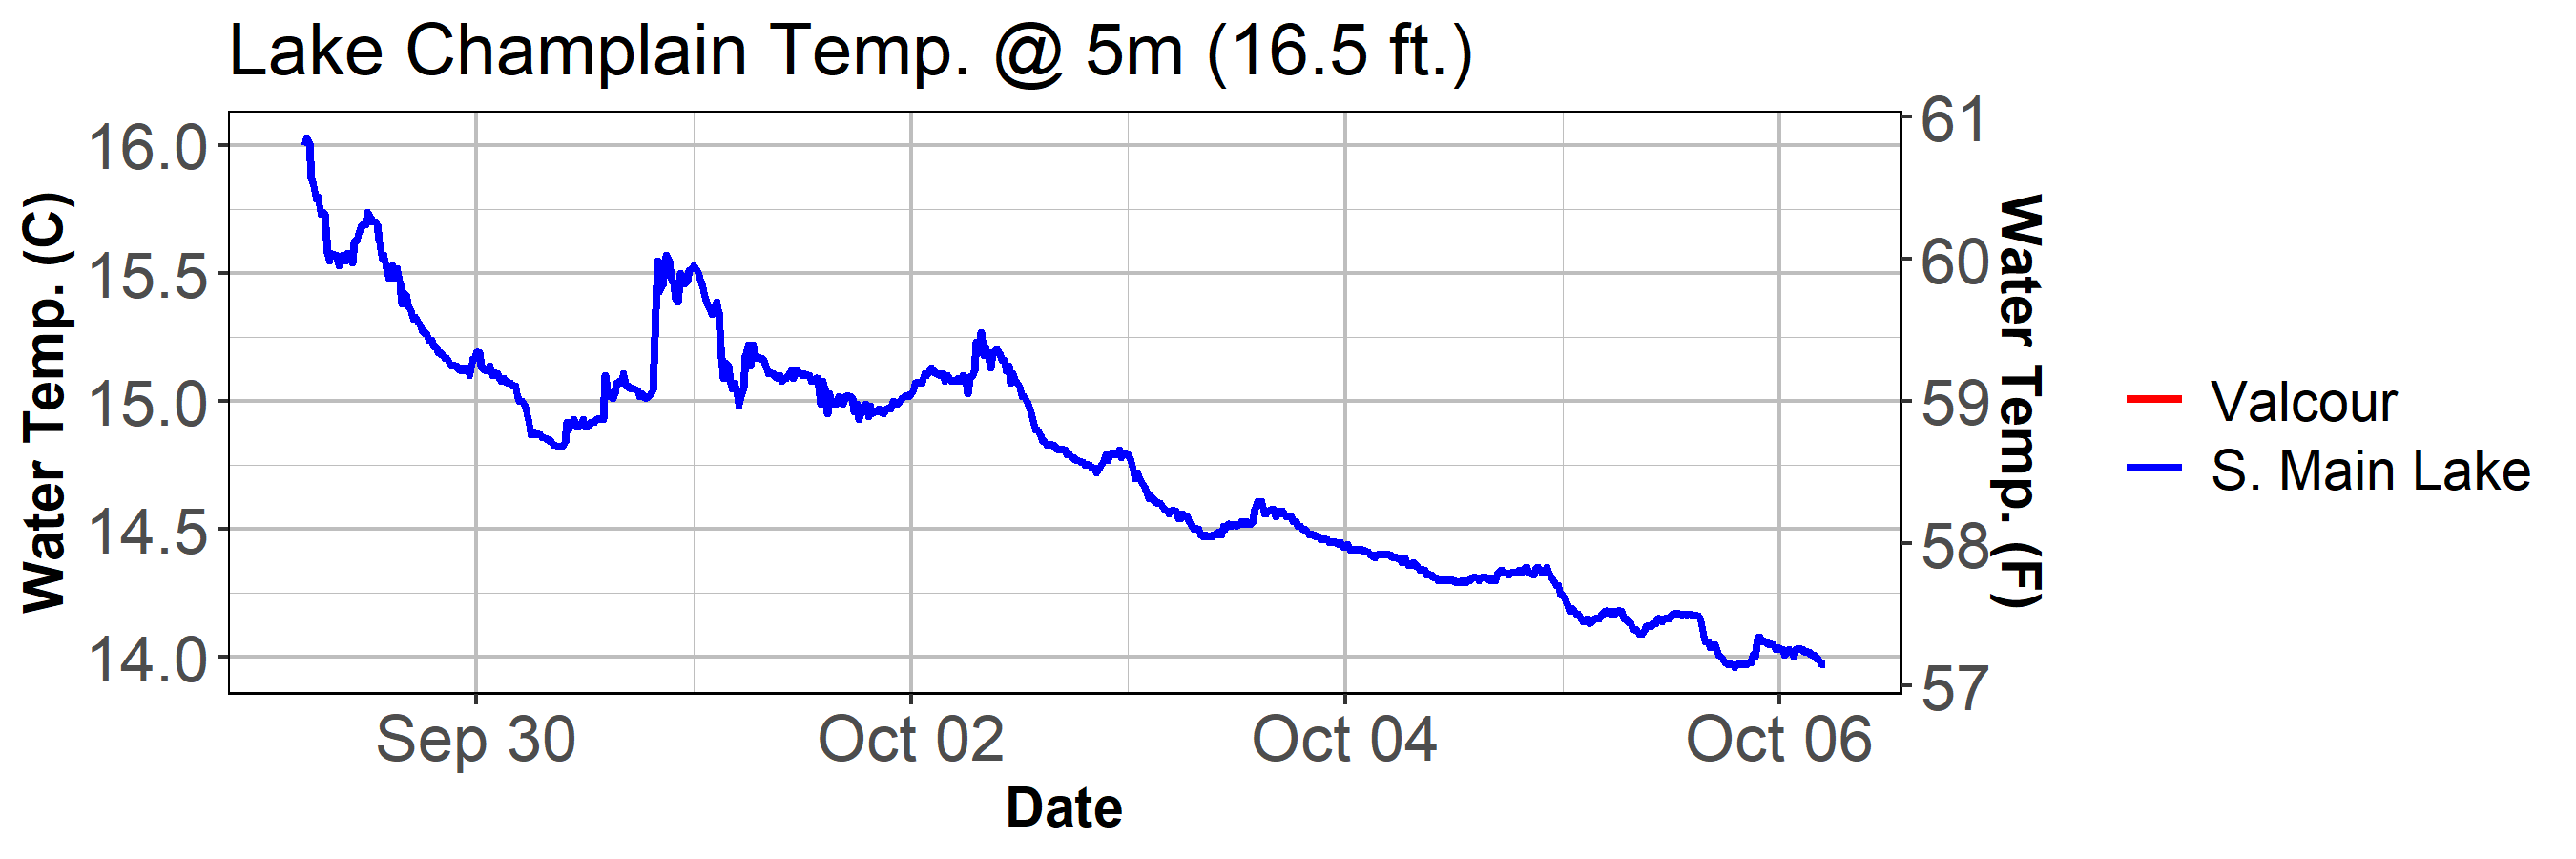 Lake Champlain Temp. @ 5m (16.5 ft.)
Water Temp. (C)
16.0
15.5
15.0
14.5
14.0
61
60
59
58
57
Water Temp. (F)
Sep 30
Oct 02
Oct 04
Oct 06
Date
Valcour
S. Main Lake